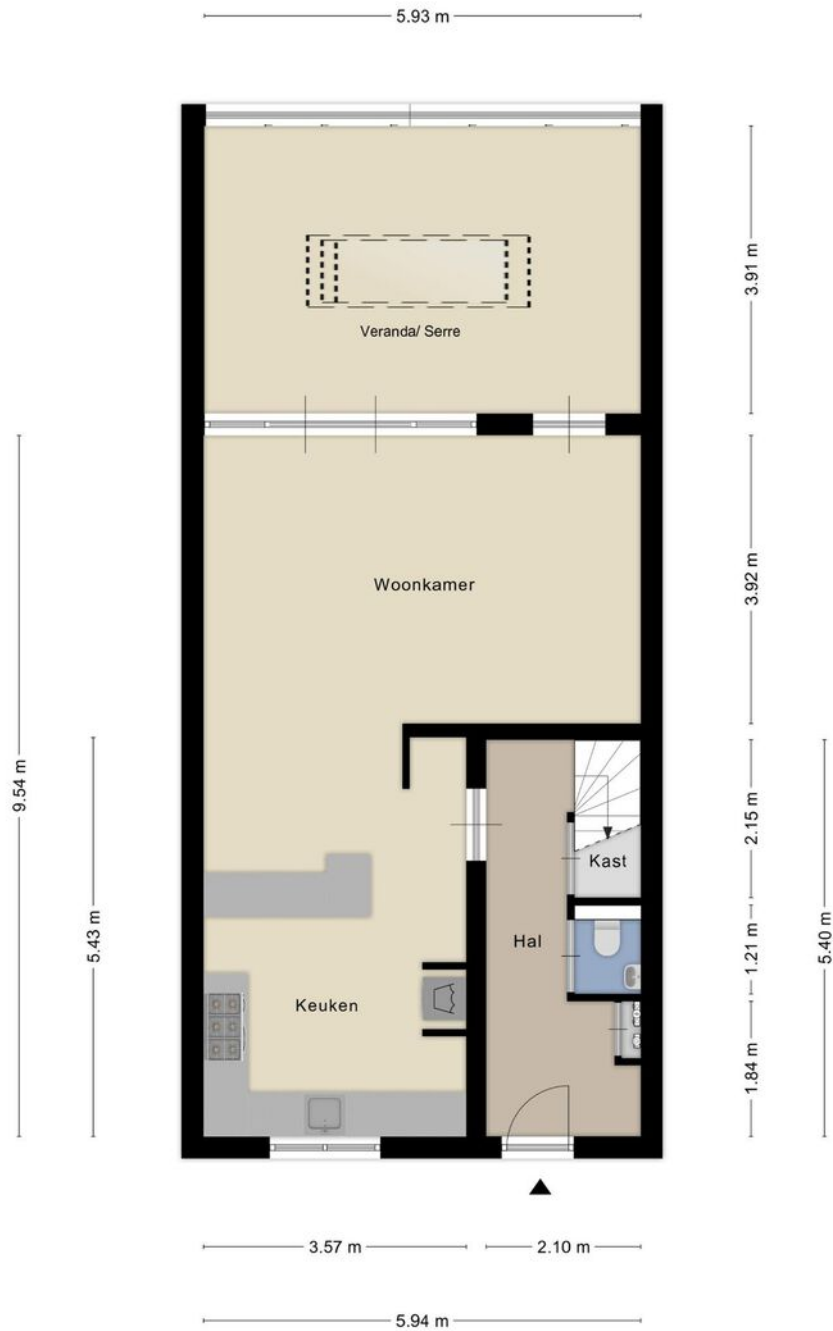 5.93 m
3.91 m
Veranda/ Serre
3.92 m
Woonkamer
9.54 m
5.43 m
2.15 m
Kast
5.40 m
1.21 m
Hal
Keuken
1.84 m
3.57 m
2.10 m
5.94 m